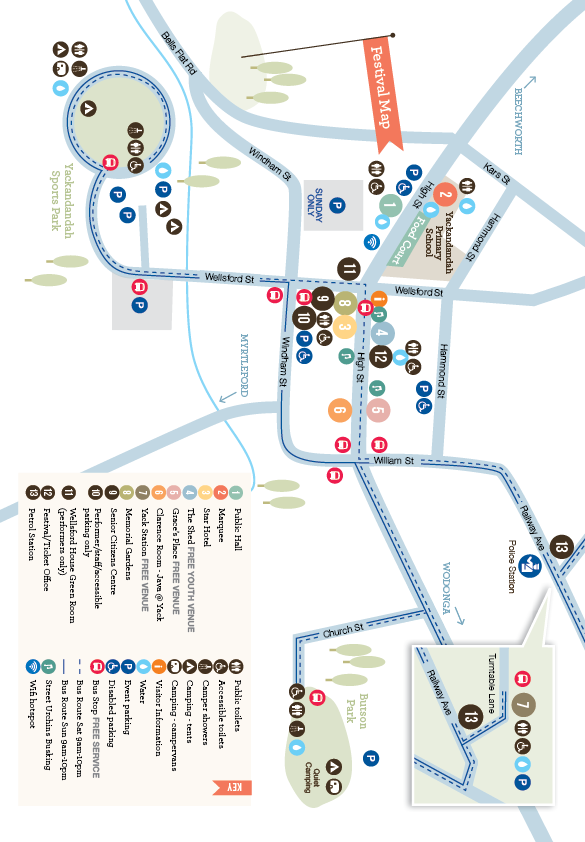 Festival Map
BEECHWORTH
Bells Flat Rd
Kars St
Windham St
High St
Hammond St
2
Yackandandah
Primary
School
1
Food Court
P
SUNDAY
ONLY
P
Yackandandah
Sports Park
P
P
P
P
Wellsford St
11
Wellsford St
9
8
10
3
P
i
4
12
Windham St
High St
Hammond St
P
MYRTLEFORD
6
5
William St
Railway Ave
13
Police Station
WODONGA
Church St
Butson
Park
P
Quiet
Camping
Turntable Lane
7
P
Railway Ave
13
KEY
1 Public Hall
2 Marquee
3 Star Hotel
4 The Shed FREE YOUTH VENUE
5 Grace's Place FREE VENUE
6 Clarence Room - Java @ Yack
7 Yack Station FREE VENUE
8 Memorial Gardens
9 Senior Citizens Centre
10 Performer/staff/accessible
parking only
11 Wellsford House Green Room
(performers only)
12 Festival/Ticket Office
13 Petrol Station
Public toilets
Accessible toilets
Camper showers
Camping - tents
Camping - campervans
i Visitor Information
Water
P Event parking
Disabled parking
Bus Stop FREE SERVICE
Bus Route Sat 9am-10pm
Bus Route Sun 9am-10pm
Street Urchins Busking
Wifi hotspot